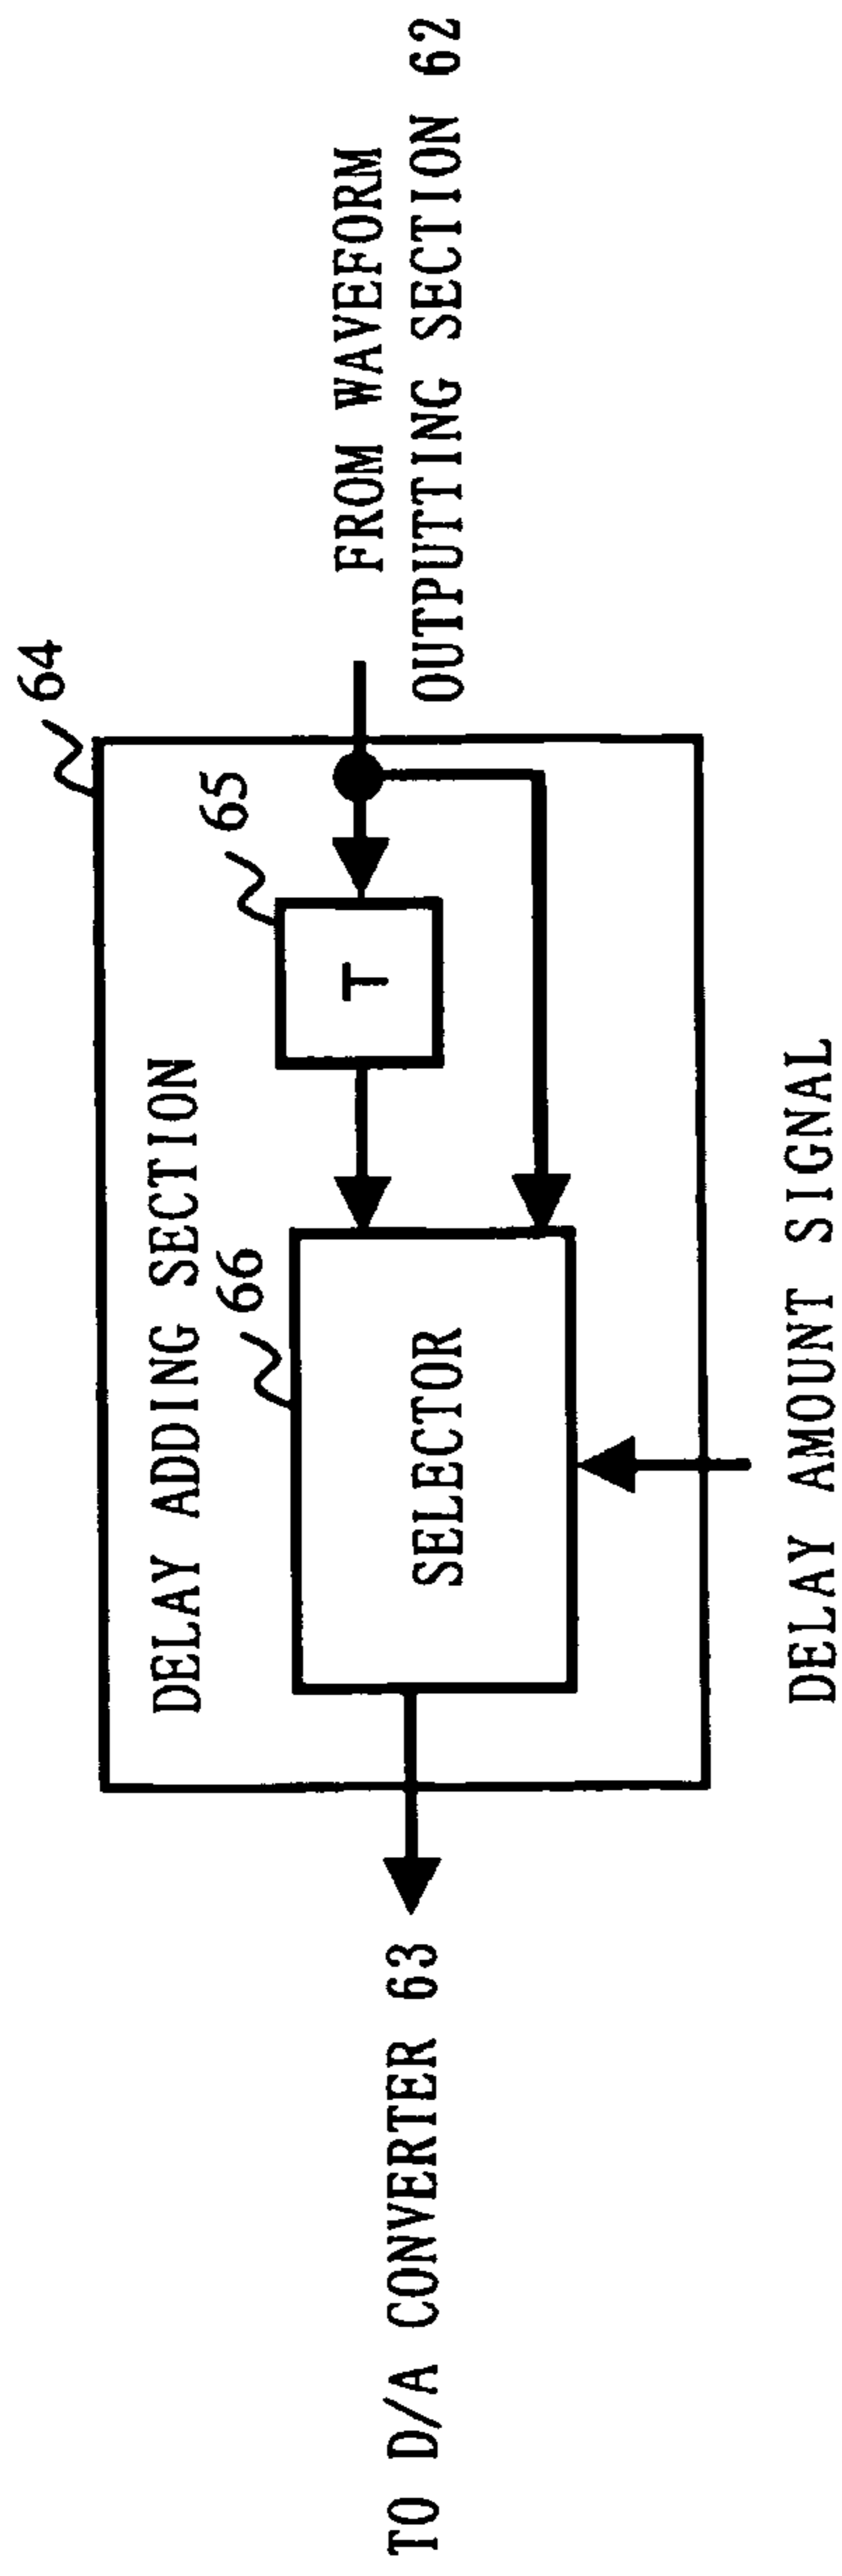 64
DELAY ADDING SECTION
66
65
TO D/A CONVERTER 63
SELECTOR
T
FROM WAVEFORM
OUTPUTTING SECTION 62
DELAY AMOUNT SIGNAL